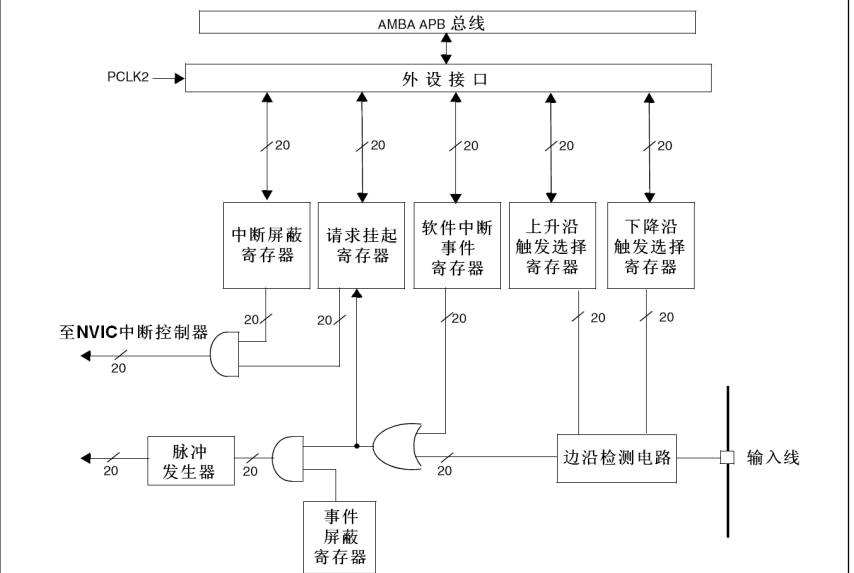 AMBA APB 总线
PCLK2
外设接口
20
20
20
20
20
中断屏蔽
寄存器
请求挂起
寄存器
软件中断
事件
寄存器
上升沿
触发选择
寄存器
下降沿
触发选择
寄存器
20
20
20
20
20
至NVIC中断控制器
20
脉冲
发生器
20
20
20
边沿检测电路
输入线
事件
屏蔽
寄存器